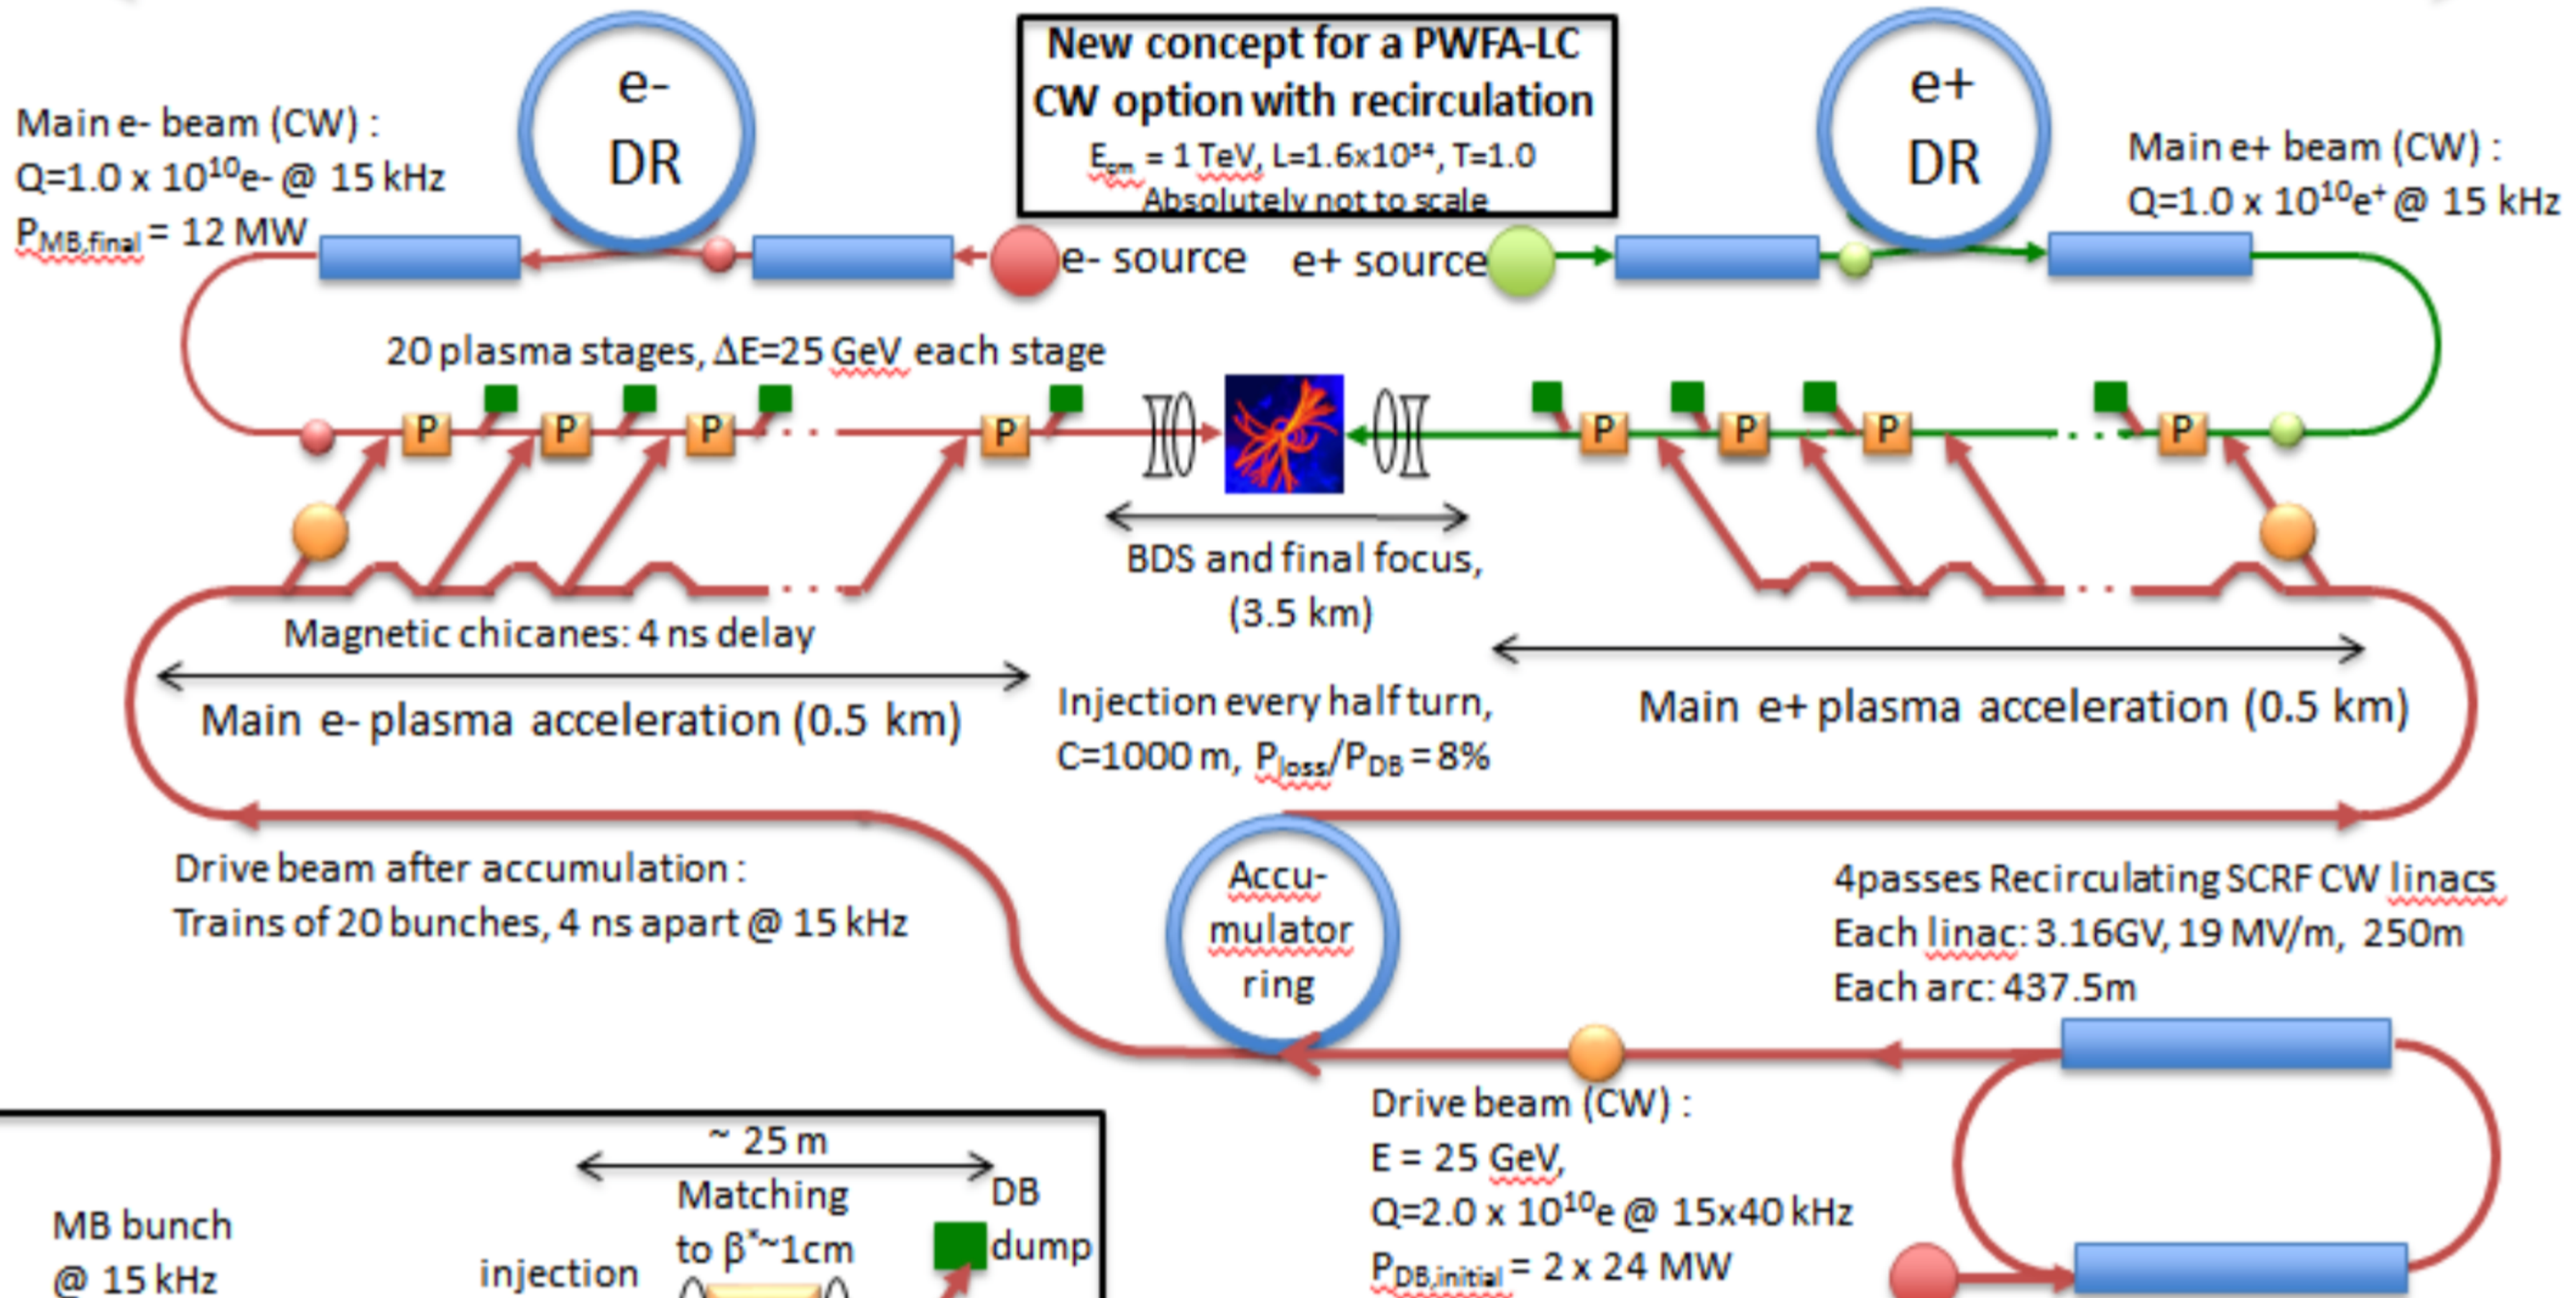 New concept for a PWFA-LC
CW option with recirculation
E_cm = 1 TeV, L=1.6x10³⁴, T=1.0
Absolutely not to scale
e-
DR
e+
DR
Main e- beam (CW) :
Q=1.0 x 10¹⁰e- @ 15 kHz
P_MB,final = 12 MW
Main e+ beam (CW) :
Q=1.0 x 10¹⁰e⁺ @ 15 kHz
e- source
e+ source
20 plasma stages, ΔE=25 GeV each stage
P
P
P
P
P
P
P
P
BDS and final focus,
(3.5 km)
Magnetic chicanes: 4 ns delay
Main e- plasma acceleration (0.5 km)
Injection every half turn,
C=1000 m, P_loss/P_DB = 8%
Main e+ plasma acceleration (0.5 km)
Drive beam after accumulation :
Trains of 20 bunches, 4 ns apart @ 15 kHz
Accu-
mulator
ring
4passes Recirculating SCRF CW linacs
Each linac: 3.16GV, 19 MV/m, 250m
Each arc: 437.5m
Drive beam (CW) :
E = 25 GeV,
Q=2.0 x 10¹⁰e @ 15x40 kHz
P_DB,initial = 2 x 24 MW
~ 25 m
Matching
to β*~1cm
DB
dump
MB bunch
@ 15 kHz
injection